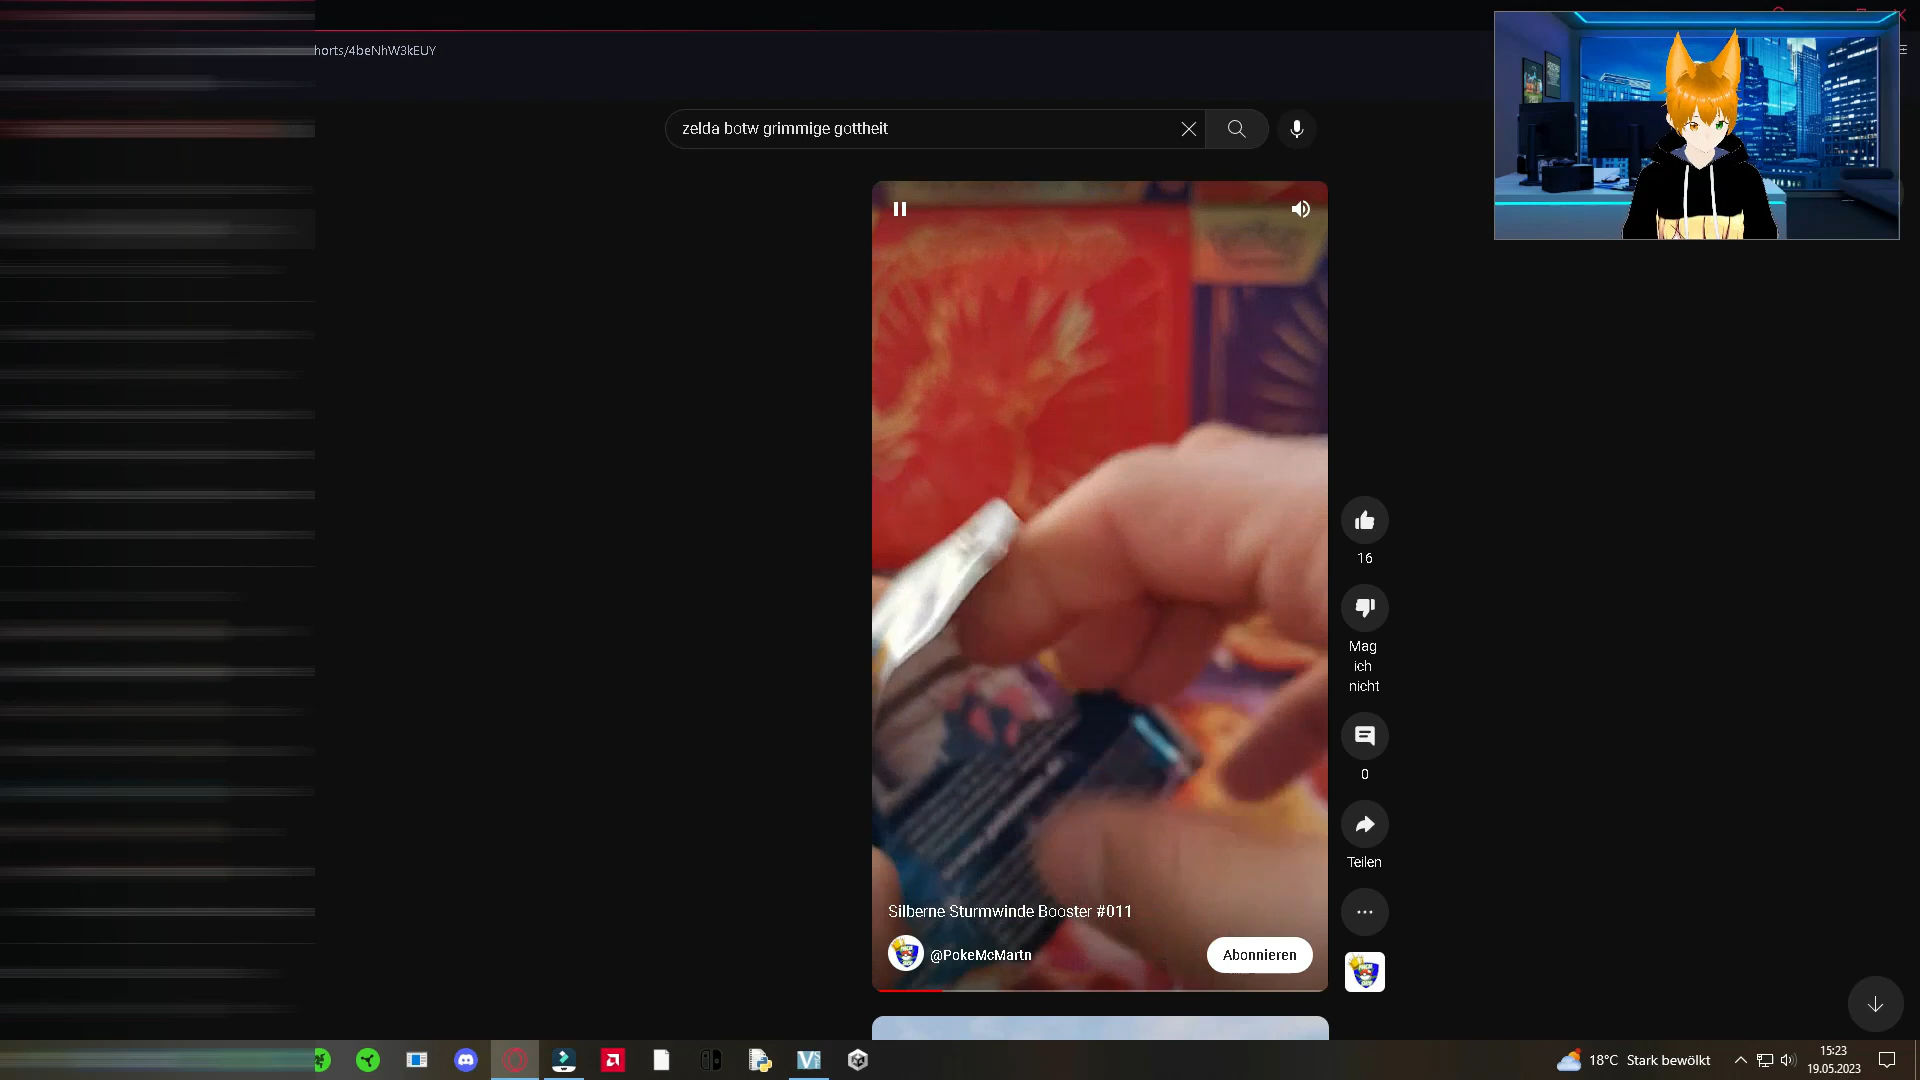 horts/4beNhW3kEUY
zelda botw grimmige gottheit
16
Mag
ich
nicht
0
Teilen
Silberne Sturmwinde Booster #011
@PokeMcMartn
Abonnieren
18°C Stark bewölkt
15:23
19.05.2023